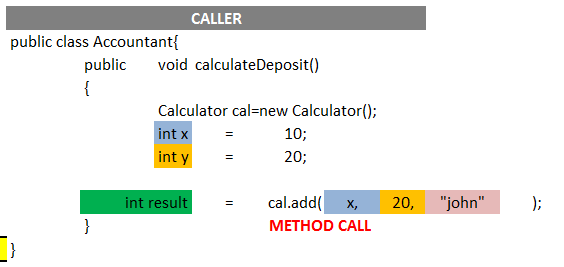 CALLER
public class Accountant{
public void calculateDeposit()
{
Calculator cal=new Calculator();
int x = 10;
int y = 20;
int result = cal.add( x, 20, "john" );
} METHOD CALL
}